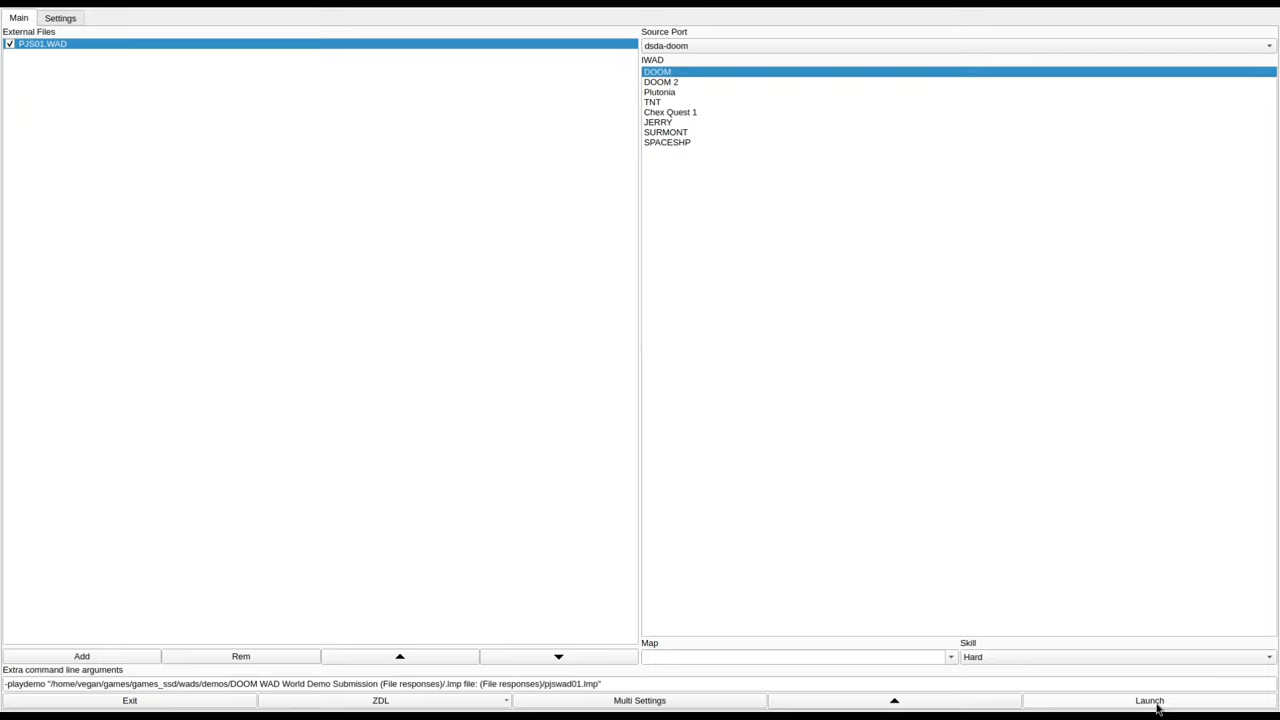 Main Settings
External Files
PJS01.WAD
Source Port
dsda-doom
IWAD
DOOM
DOOM 2
Plutonia
TNT
Chex Quest 1
JERRY
SURMONT
SPACESHP
Add Rem
Map Skill
Hard
Extra command line arguments
-playdemo "/home/vegan/games/games_ssd/wads/demos/DOOM WAD World Demo Submission (File responses)/.lmp file: (File responses)/pjswad01.lmp"
Exit ZDL Multi Settings Launch